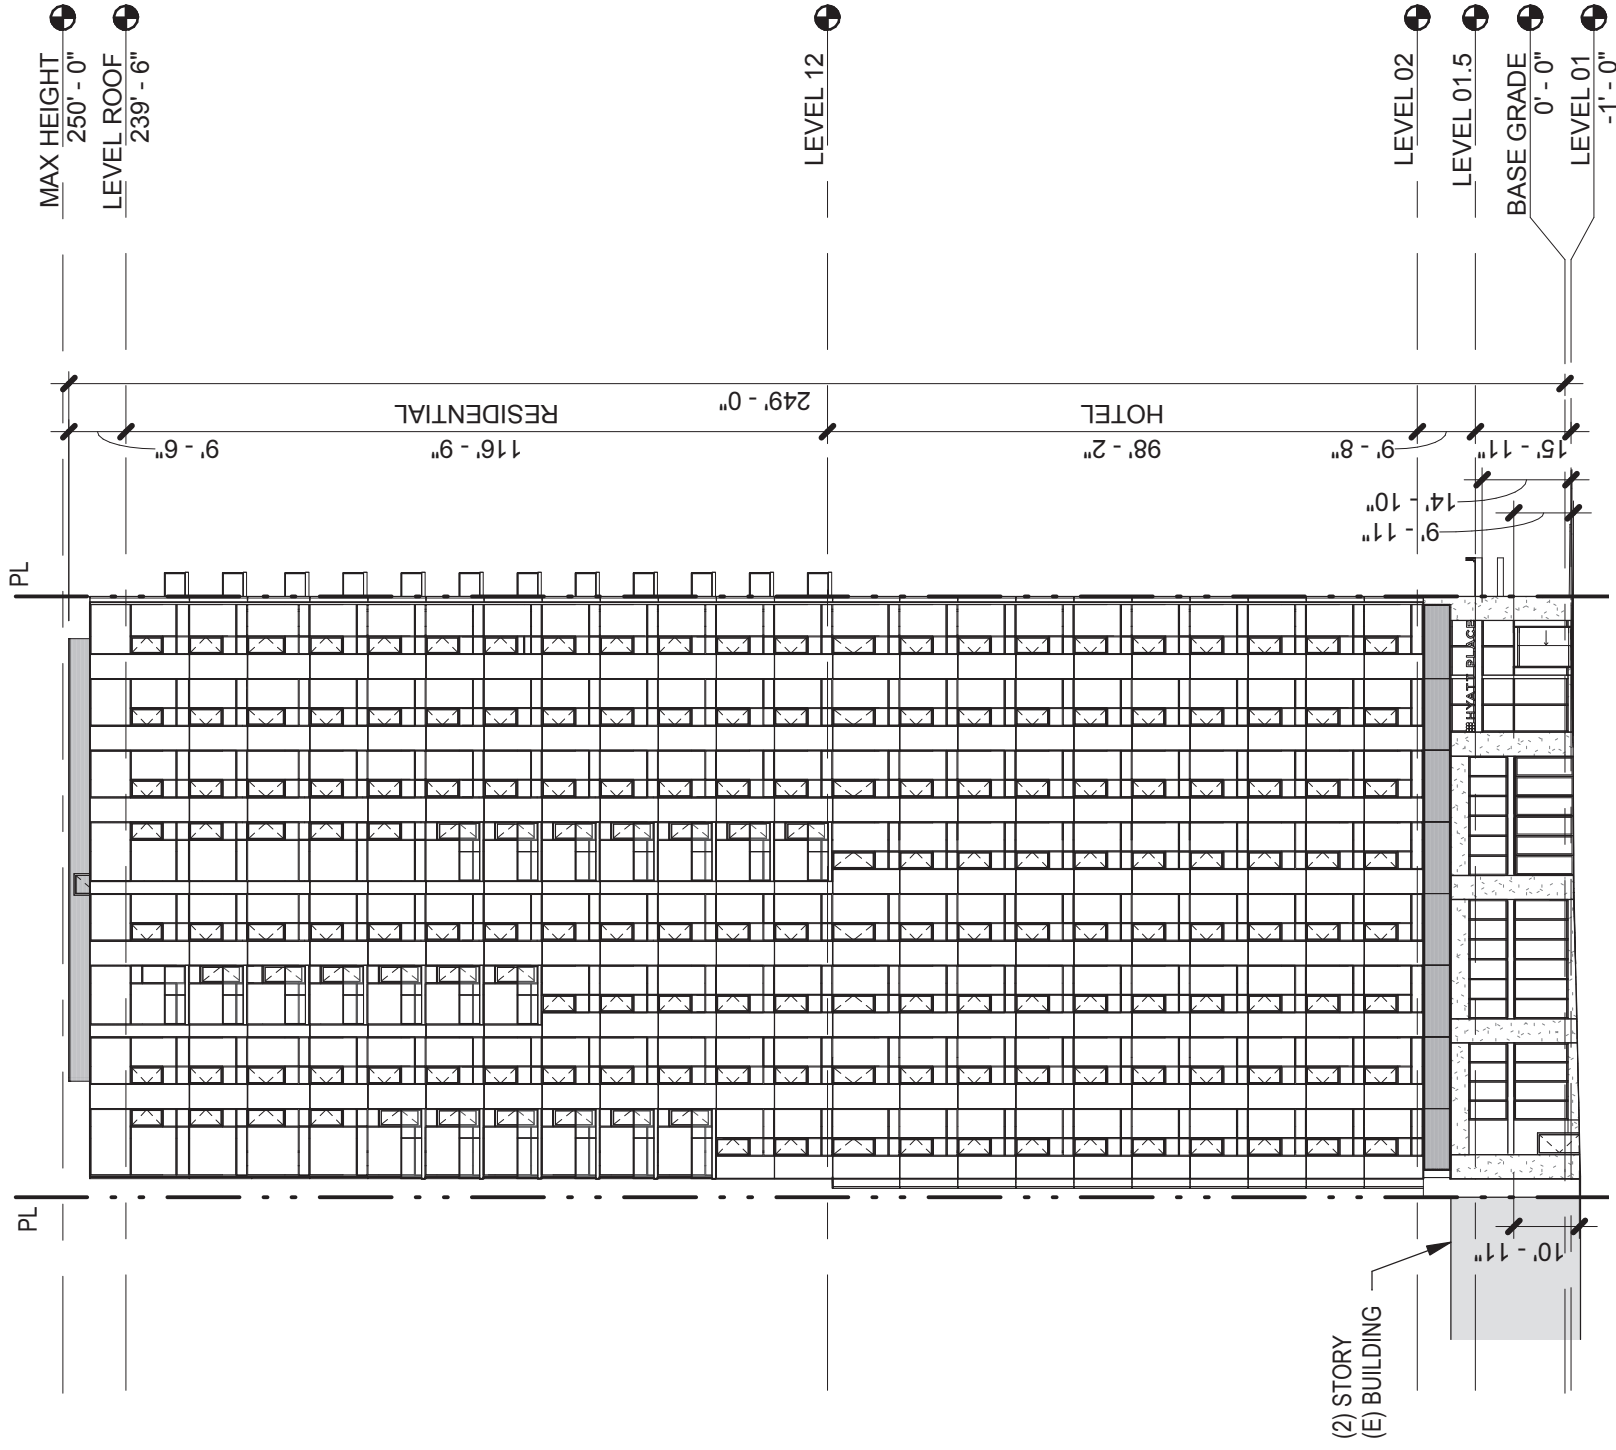 MAX HEIGHT
250' - 0"
LEVEL ROOF
239' - 6"
LEVEL 12
LEVEL 02
LEVEL 01.5
BASE GRADE
0' - 0"
LEVEL 01
-1' - 0"
249' - 0"
RESIDENTIAL
HOTEL
9' - 6"
116' - 9"
98' - 2"
9' - 8"
15' - 11"
14' - 10"
9' - 11"
PL
HYATT PLACE
PL
10' - 11"
(2) STORY
(E) BUILDING